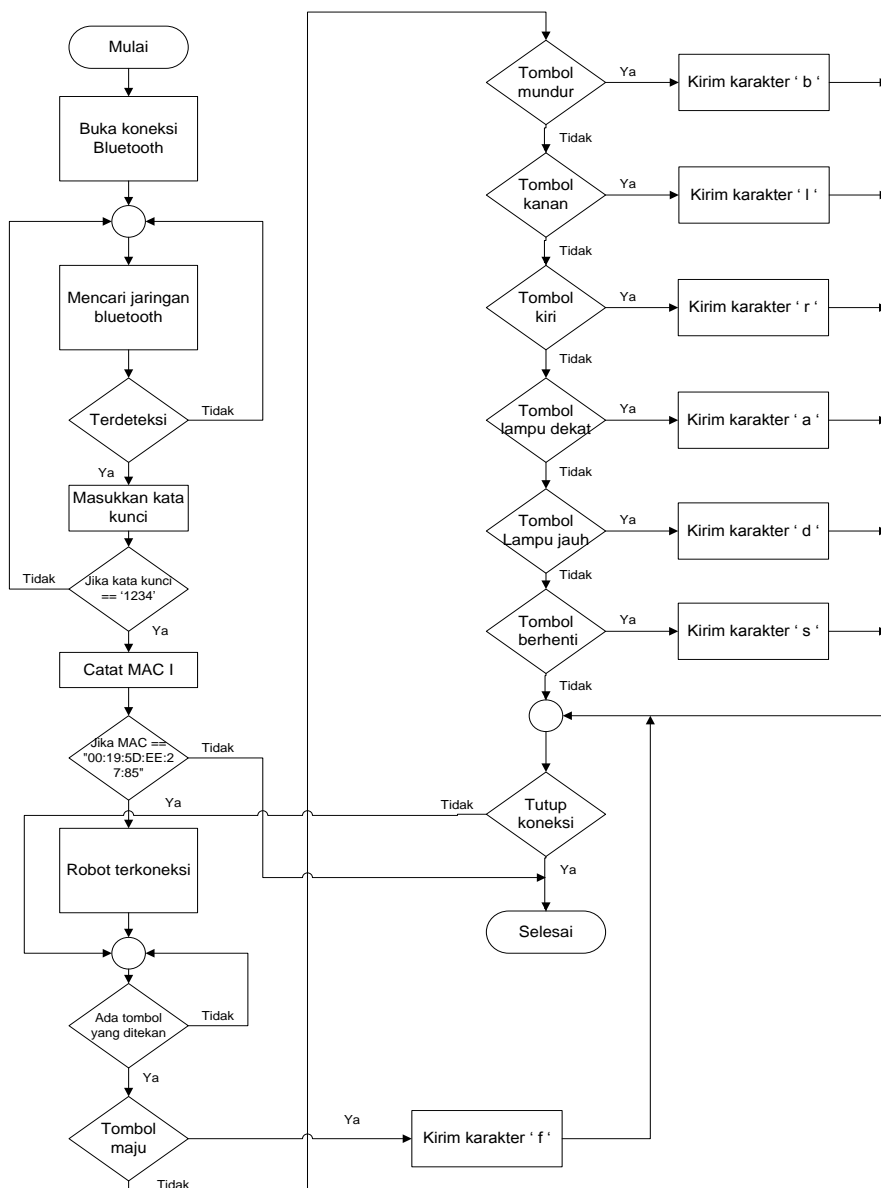 Mulai
Buka koneksi
Bluetooth
Mencari jaringan
bluetooth
Terdeteksi
Tidak
Ya
Masukkan kata
kunci
Jika kata kunci
== ‘1234’
Tidak
Ya
Catat MAC I
Jika MAC ==
"00:19:5D:EE:2
7:85"
Tidak
Ya
Robot terkoneksi
Ada tombol
yang ditekan
Tidak
Ya
Tombol
maju
Ya
Kirim karakter ‘ f ‘
Tidak
Tombol
mundur
Ya
Kirim karakter ‘ b ‘
Tidak
Tombol
kanan
Ya
Kirim karakter ‘ l ‘
Tidak
Tombol
kiri
Ya
Kirim karakter ‘ r ‘
Tidak
Tombol
lampu dekat
Ya
Kirim karakter ‘ a ‘
Tidak
Tombol
Lampu jauh
Ya
Kirim karakter ‘ d ‘
Tidak
Tombol
berhenti
Ya
Kirim karakter ‘ s ‘
Tidak
Tutup
koneksi
Tidak
Ya
Selesai